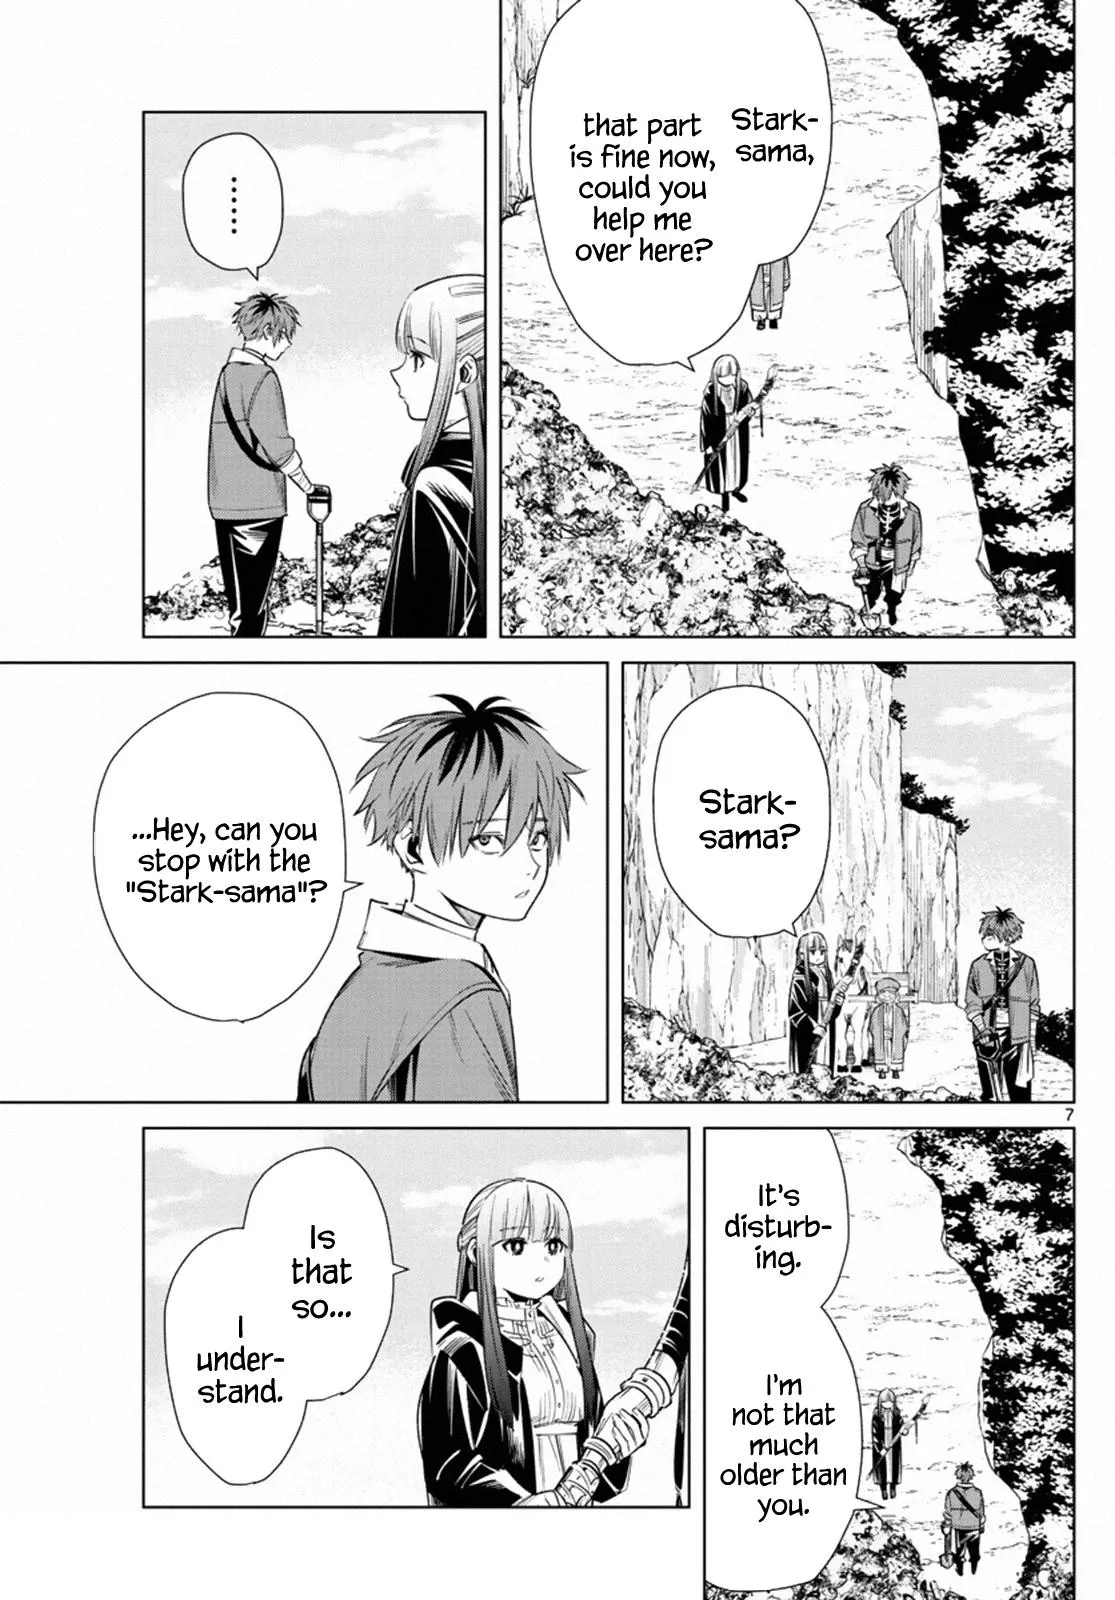 Stark-
sama,
that part
is fine now,
could you
help me
over here?
.......
Stark-
sama?
...Hey, can you
stop with the
"Stark-sama"?
7
It's
disturb-
ing.
I'm
not that
much
older than
you.
Is
that
so...
I
under-
stand.